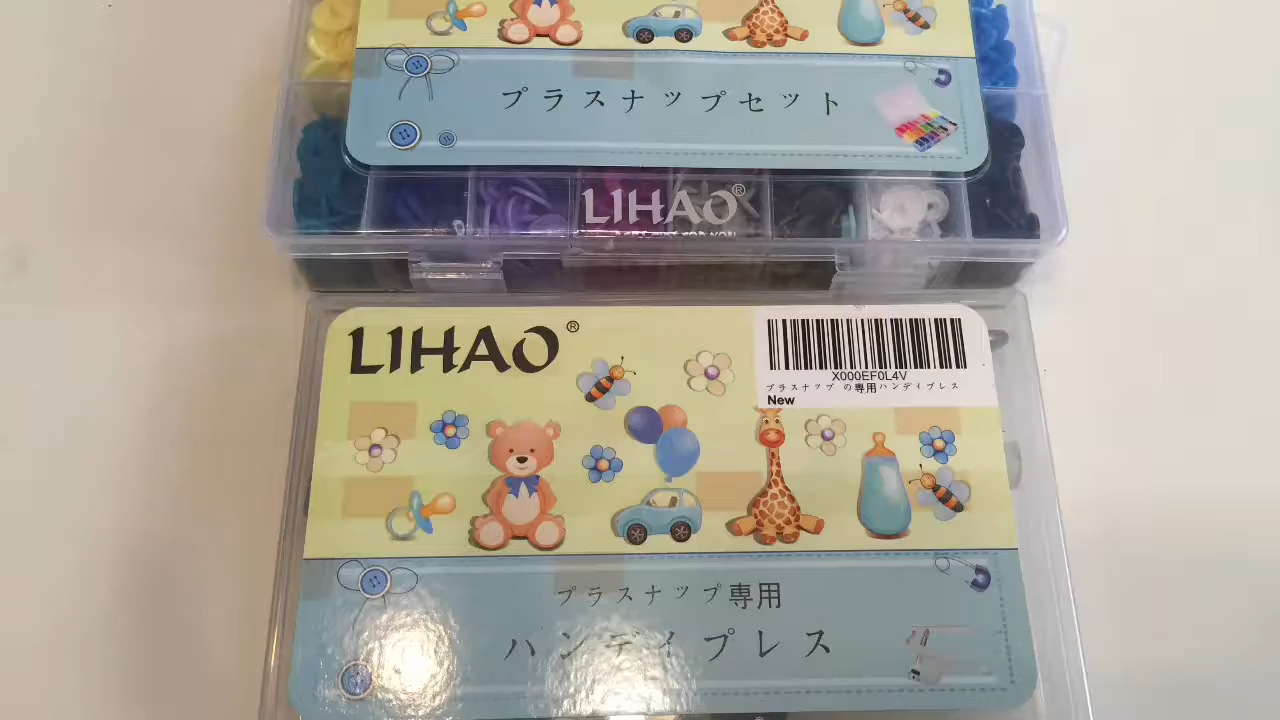 プラスナップセット
LIHAO®
LIHAO®
X000EF0L4V
プラスナップ の専用ハンディプレス
New
プラスナップ専用
ハンディプレス